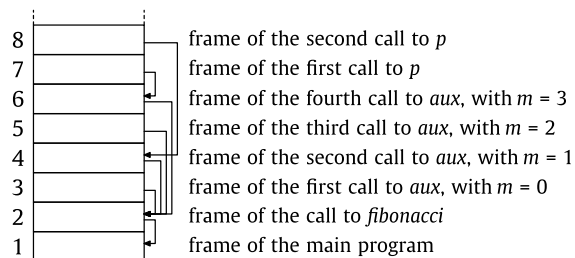 8 frame of the second call to p
7 frame of the first call to p
6 frame of the fourth call to aux, with m = 3
5 frame of the third call to aux, with m = 2
4 frame of the second call to aux, with m = 1
3 frame of the first call to aux, with m = 0
2 frame of the call to fibonacci
1 frame of the main program